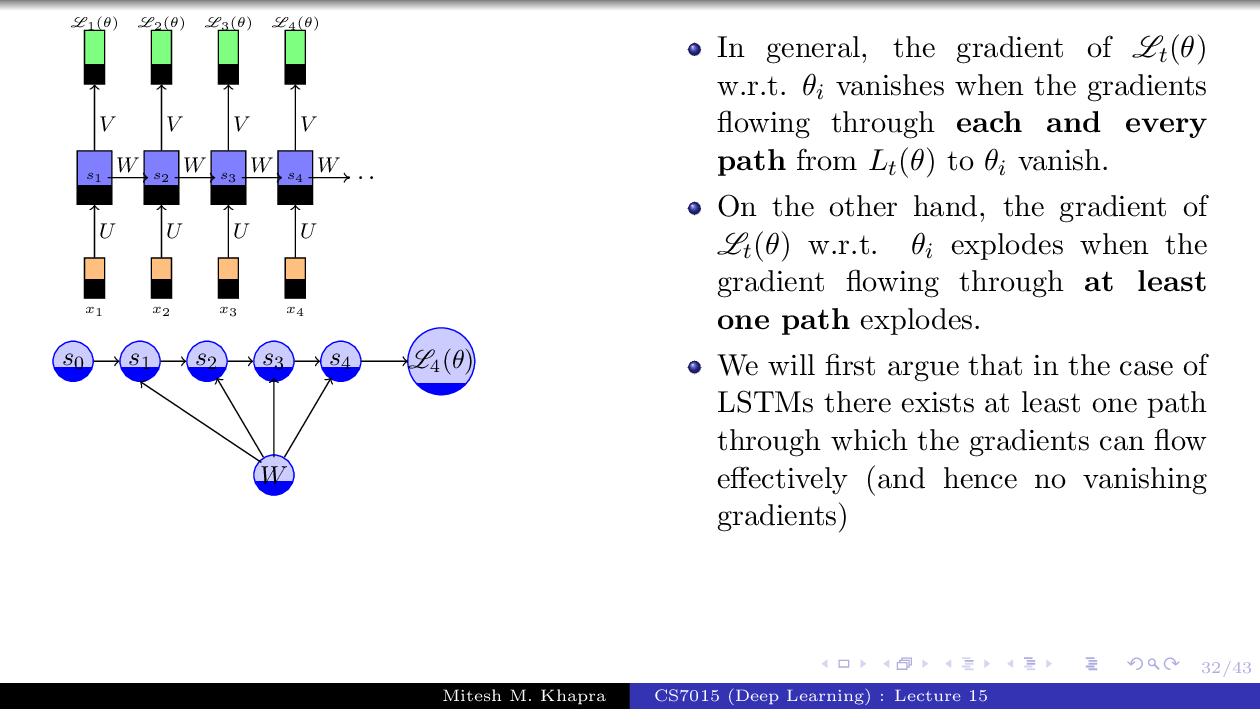 ℒ₁(θ) ℒ₂(θ) ℒ₃(θ) ℒ₄(θ)
V V V V
W W W W
s₁ s₂ s₃ s₄ . .
U U U U
x₁ x₂ x₃ x₄
s₀ s₁ s₂ s₃ s₄ ℒ₄(θ)
W
In general, the gradient of ℒₜ(θ)
w.r.t. θᵢ vanishes when the gradients
flowing through each and every
path from Lₜ(θ) to θᵢ vanish.
On the other hand, the gradient of
ℒₜ(θ) w.r.t. θᵢ explodes when the
gradient flowing through at least
one path explodes.
We will first argue that in the case of
LSTMs there exists at least one path
through which the gradients can flow
effectively (and hence no vanishing
gradients)
32/43
Mitesh M. Khapra CS7015 (Deep Learning) : Lecture 15